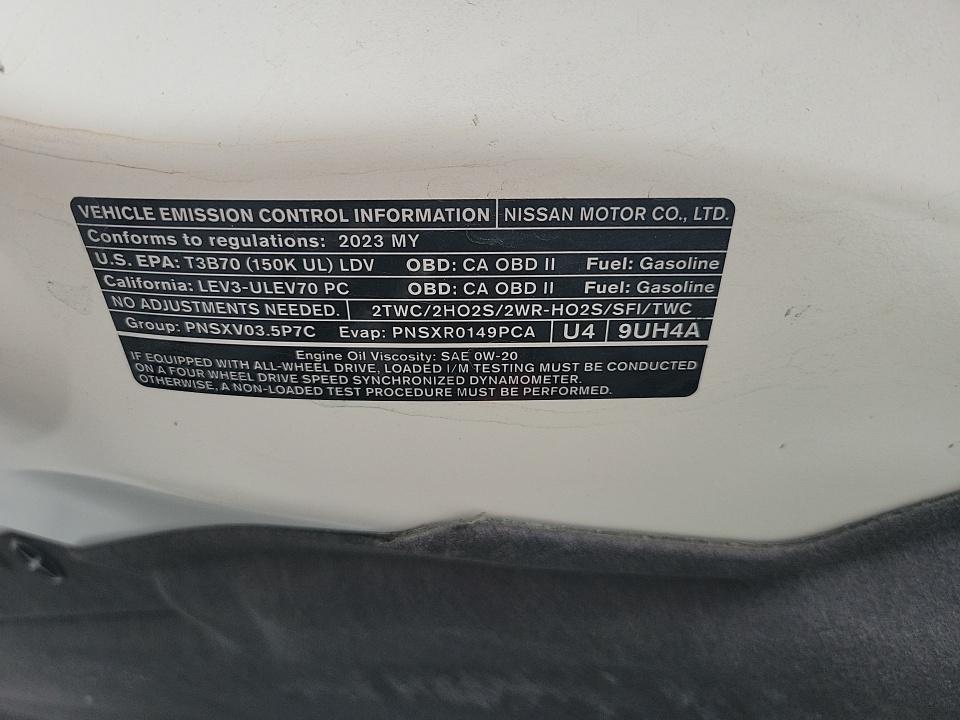 VEHICLE EMISSION CONTROL INFORMATION NISSAN MOTOR CO., LTD.
Conforms to regulations: 2023 MY
U.S. EPA: T3B70 (150K UL) LDV OBD: CA OBD II Fuel: Gasoline
California: LEV3-ULEV70 PC OBD: CA OBD II Fuel: Gasoline
NO ADJUSTMENTS NEEDED. 2TWC/2HO2S/2WR-HO2S/SFI/TWC
Group: PNSXV03.5P7C Evap: PNSXR0149PCA U4 9UH4A
Engine Oil Viscosity: SAE 0W-20
IF EQUIPPED WITH ALL-WHEEL DRIVE, LOADED I/M TESTING MUST BE CONDUCTED
ON A FOUR WHEEL DRIVE SPEED SYNCHRONIZED DYNAMOMETER.
OTHERWISE, A NON-LOADED TEST PROCEDURE MUST BE PERFORMED.